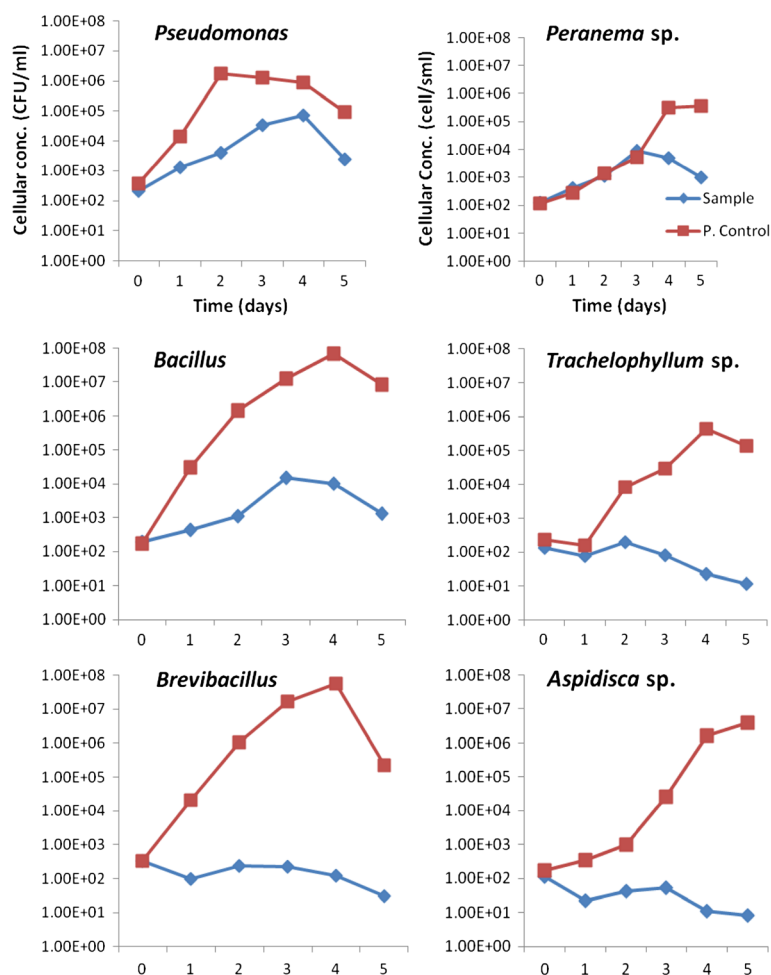 Pseudomonas
Cellular conc. (CFU/ml)
1.00E+08
1.00E+07
1.00E+06
1.00E+05
1.00E+04
1.00E+03
1.00E+02
1.00E+01
1.00E+00
0 1 2 3 4 5
Time (days)
Peranema sp.
Cellular Conc. (cell/sml)
1.00E+08
1.00E+07
1.00E+06
1.00E+05
1.00E+04
1.00E+03
1.00E+02
1.00E+01
1.00E+00
Sample
P. Control
0 1 2 3 4 5
Time (days)
Bacillus
1.00E+08
1.00E+07
1.00E+06
1.00E+05
1.00E+04
1.00E+03
1.00E+02
1.00E+01
1.00E+00
0 1 2 3 4 5
Trachelophyllum sp.
1.00E+08
1.00E+07
1.00E+06
1.00E+05
1.00E+04
1.00E+03
1.00E+02
1.00E+01
1.00E+00
0 1 2 3 4 5
Brevibacillus
1.00E+08
1.00E+07
1.00E+06
1.00E+05
1.00E+04
1.00E+03
1.00E+02
1.00E+01
1.00E+00
0 1 2 3 4 5
Aspidisca sp.
1.00E+08
1.00E+07
1.00E+06
1.00E+05
1.00E+04
1.00E+03
1.00E+02
1.00E+01
1.00E+00
0 1 2 3 4 5